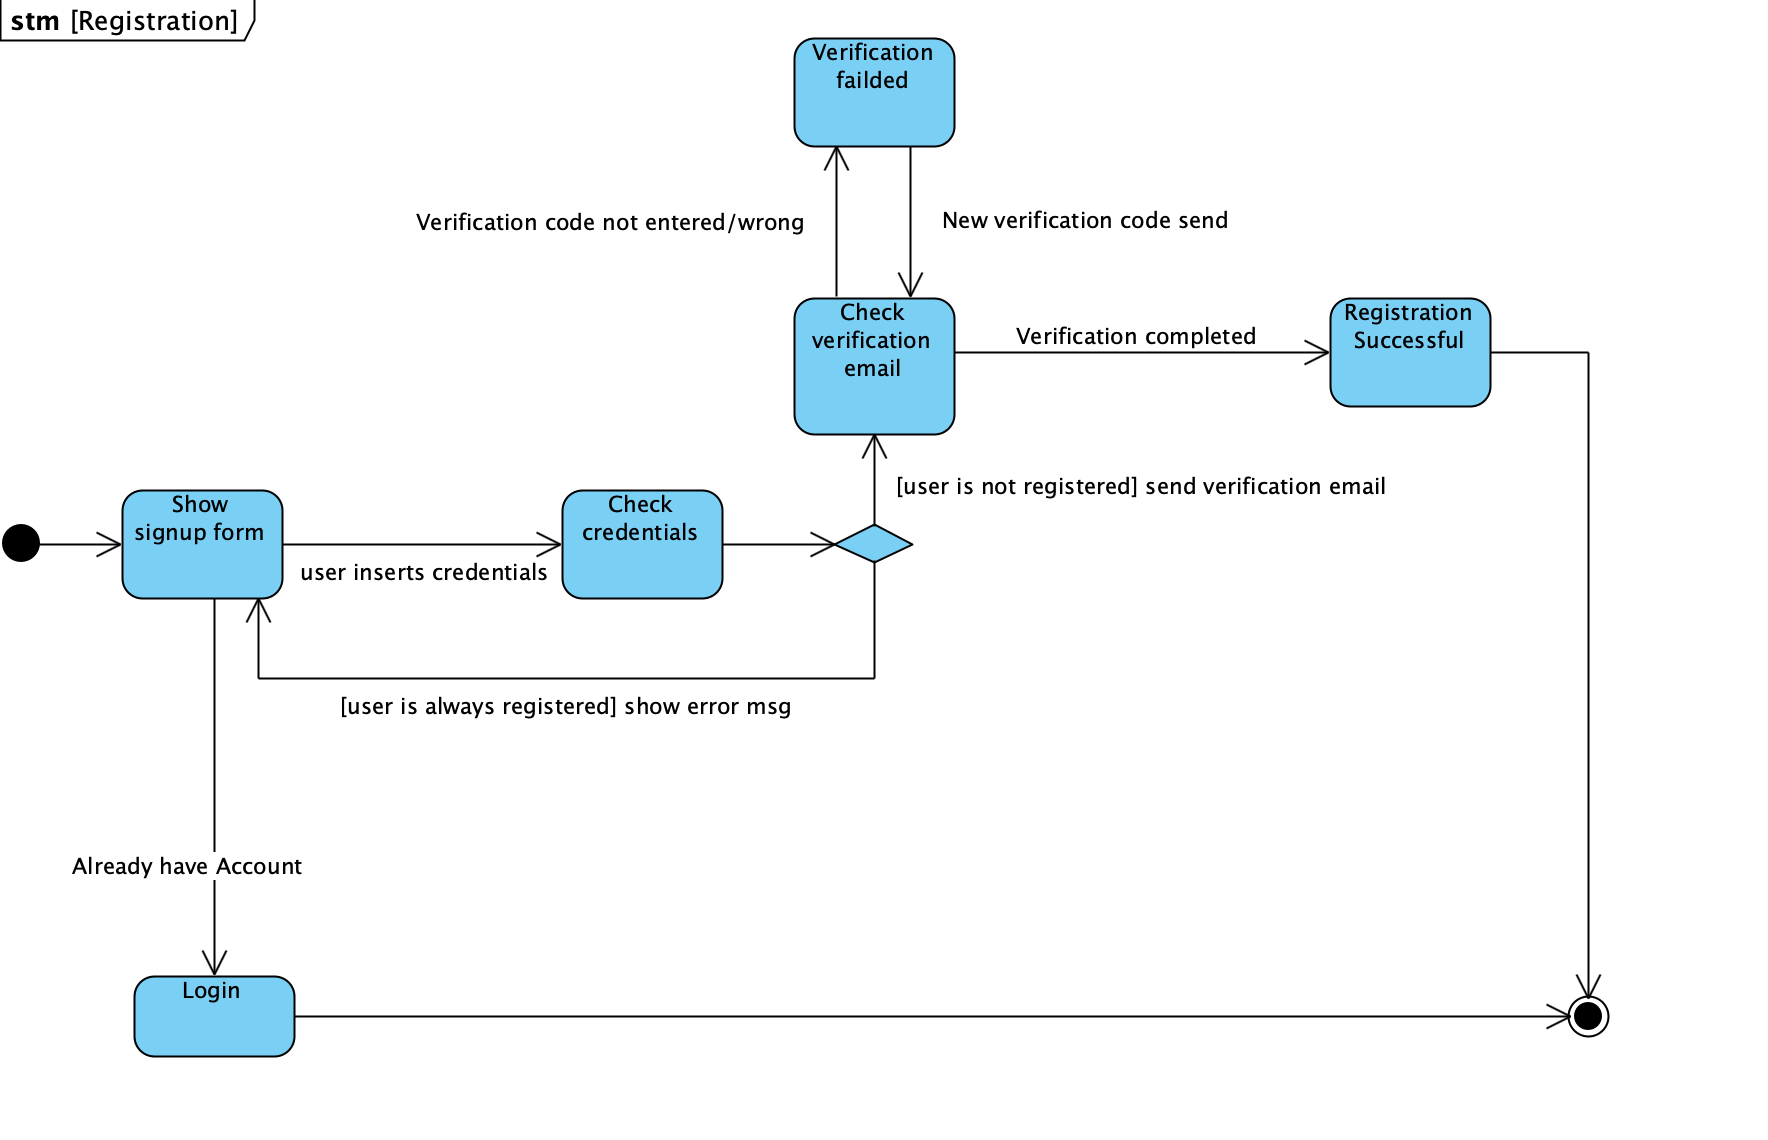 stm [Registration]
Verification
failded
Verification code not entered/wrong
New verification code send
Check
verification
email
Verification completed
Registration
Successful
[user is not registered] send verification email
Show
signup form
user inserts credentials
Check
credentials
[user is always registered] show error msg
Already have Account
Login